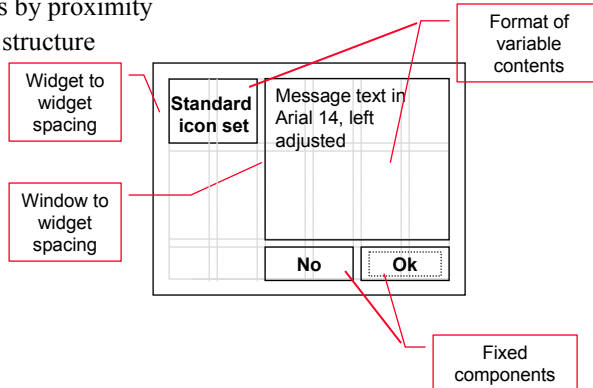 s by proximity
structure
Format of
variable
contents
Widget to
widget
spacing
Standard
icon set
Message text in
Arial 14, left
adjusted
Window to
widget
spacing
No
Ok
Fixed
components